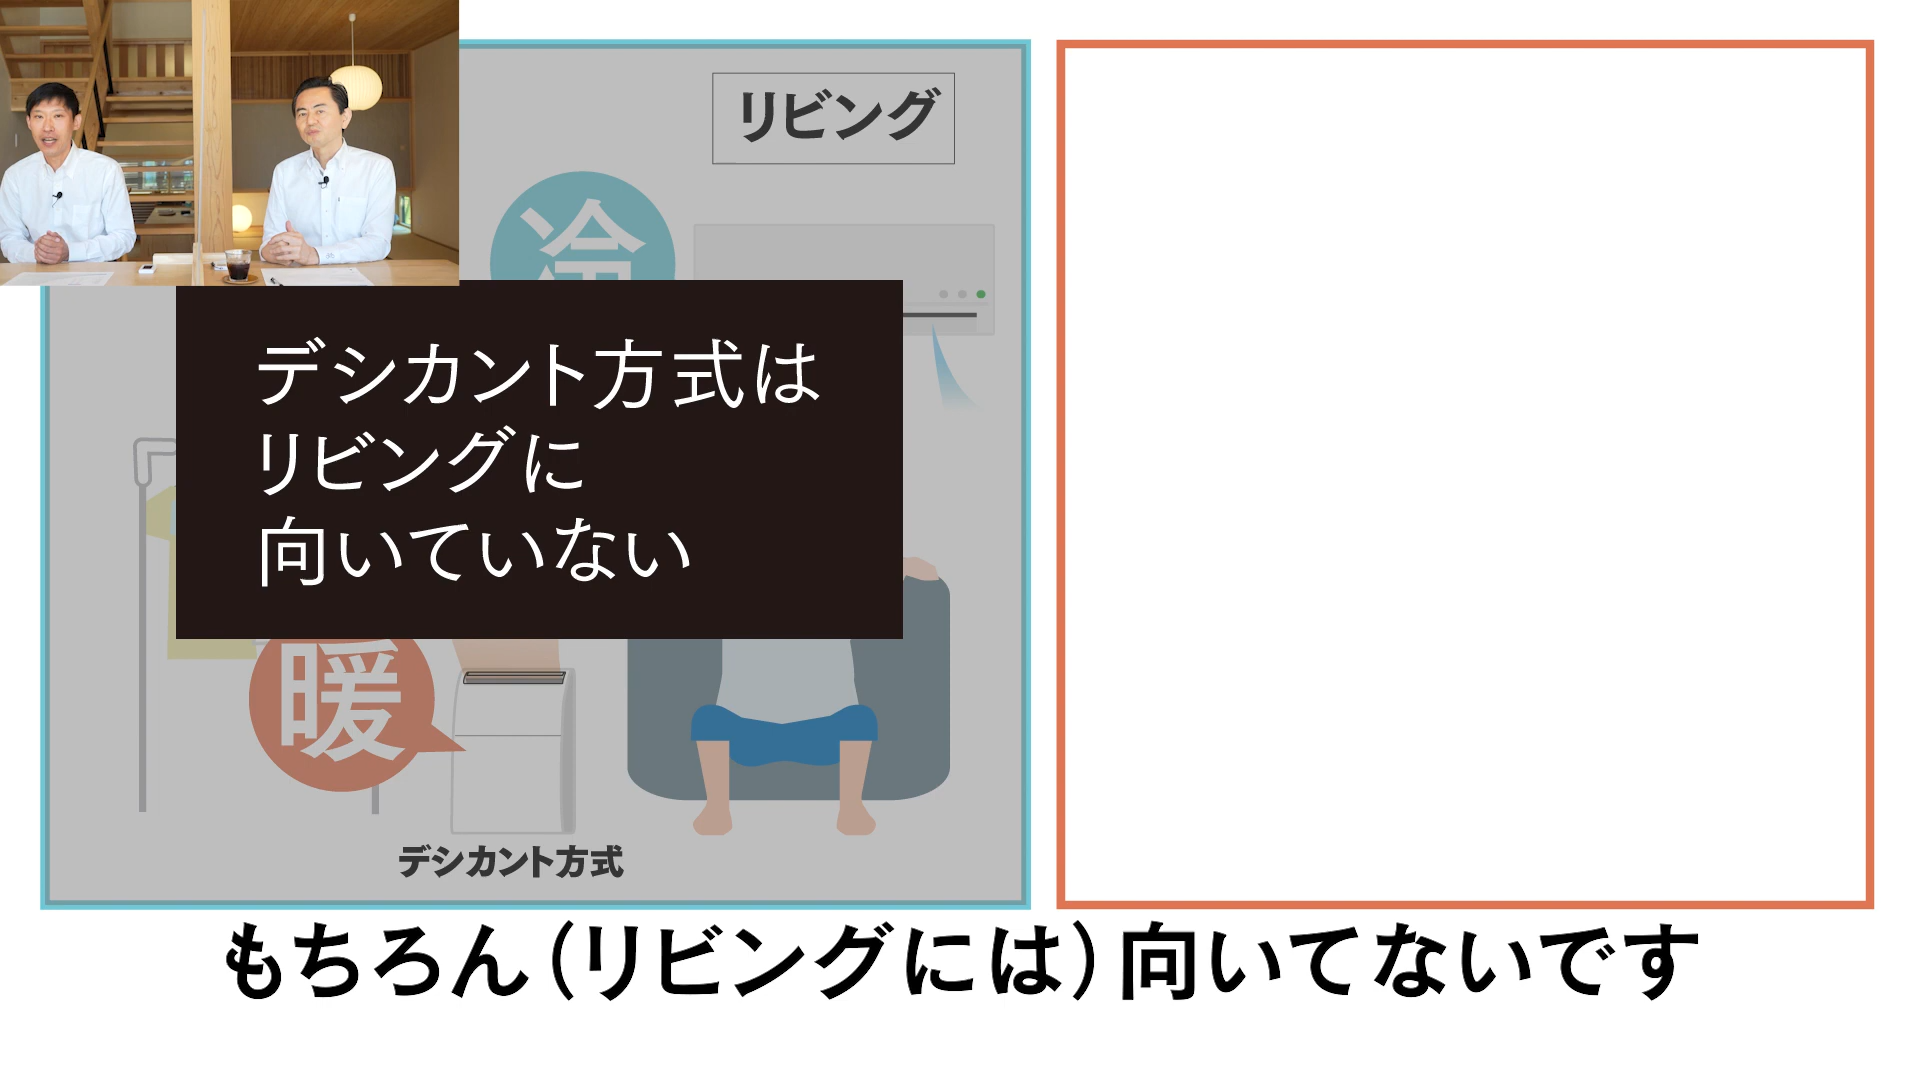 リビング
冷
デシカント方式は
リビングに
向いていない
暖
デシカント方式
もちろん（リビングには）向いてないです